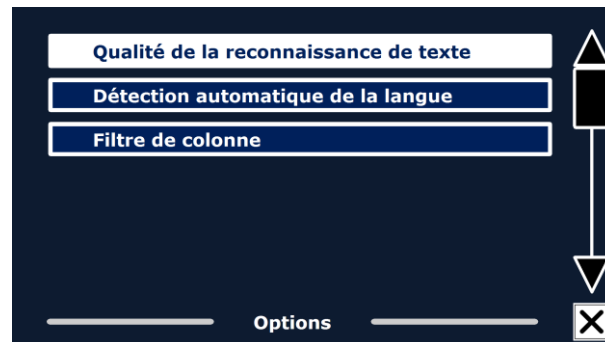 Qualité de la reconnaissance de texte
Détection automatique de la langue
Filtre de colonne
Options